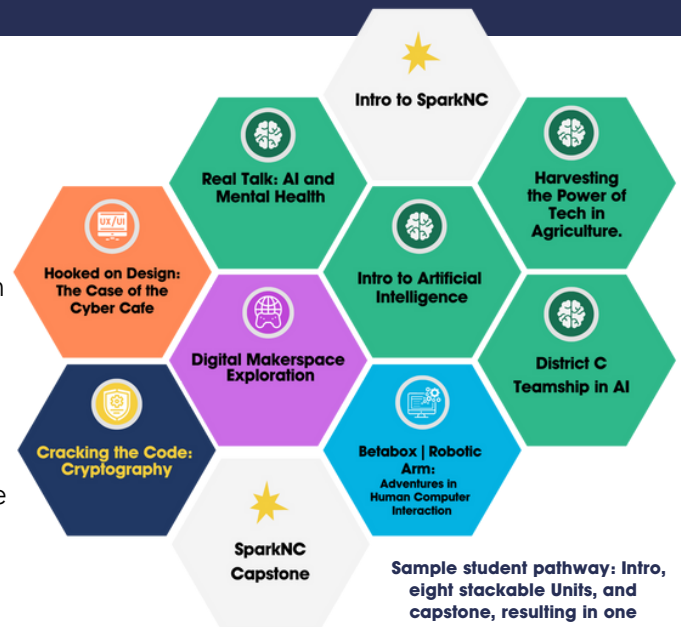 Intro to SparkNC
Real Talk: AI and
Mental Health
Harvesting
the Power of
Tech in
Agriculture.
UX/UI
Hooked on Design:
The Case of the
Cyber Cafe
Intro to Artificial
Intelligence
Digital Makerspace
Exploration
District C
Teamship in AI
Cracking the Code:
Cryptography
Betabox | Robotic
Arm:
Adventures in
Human Computer
Interaction
SparkNC
Capstone
Sample student pathway: Intro,
eight stackable Units, and
capstone, resulting in one